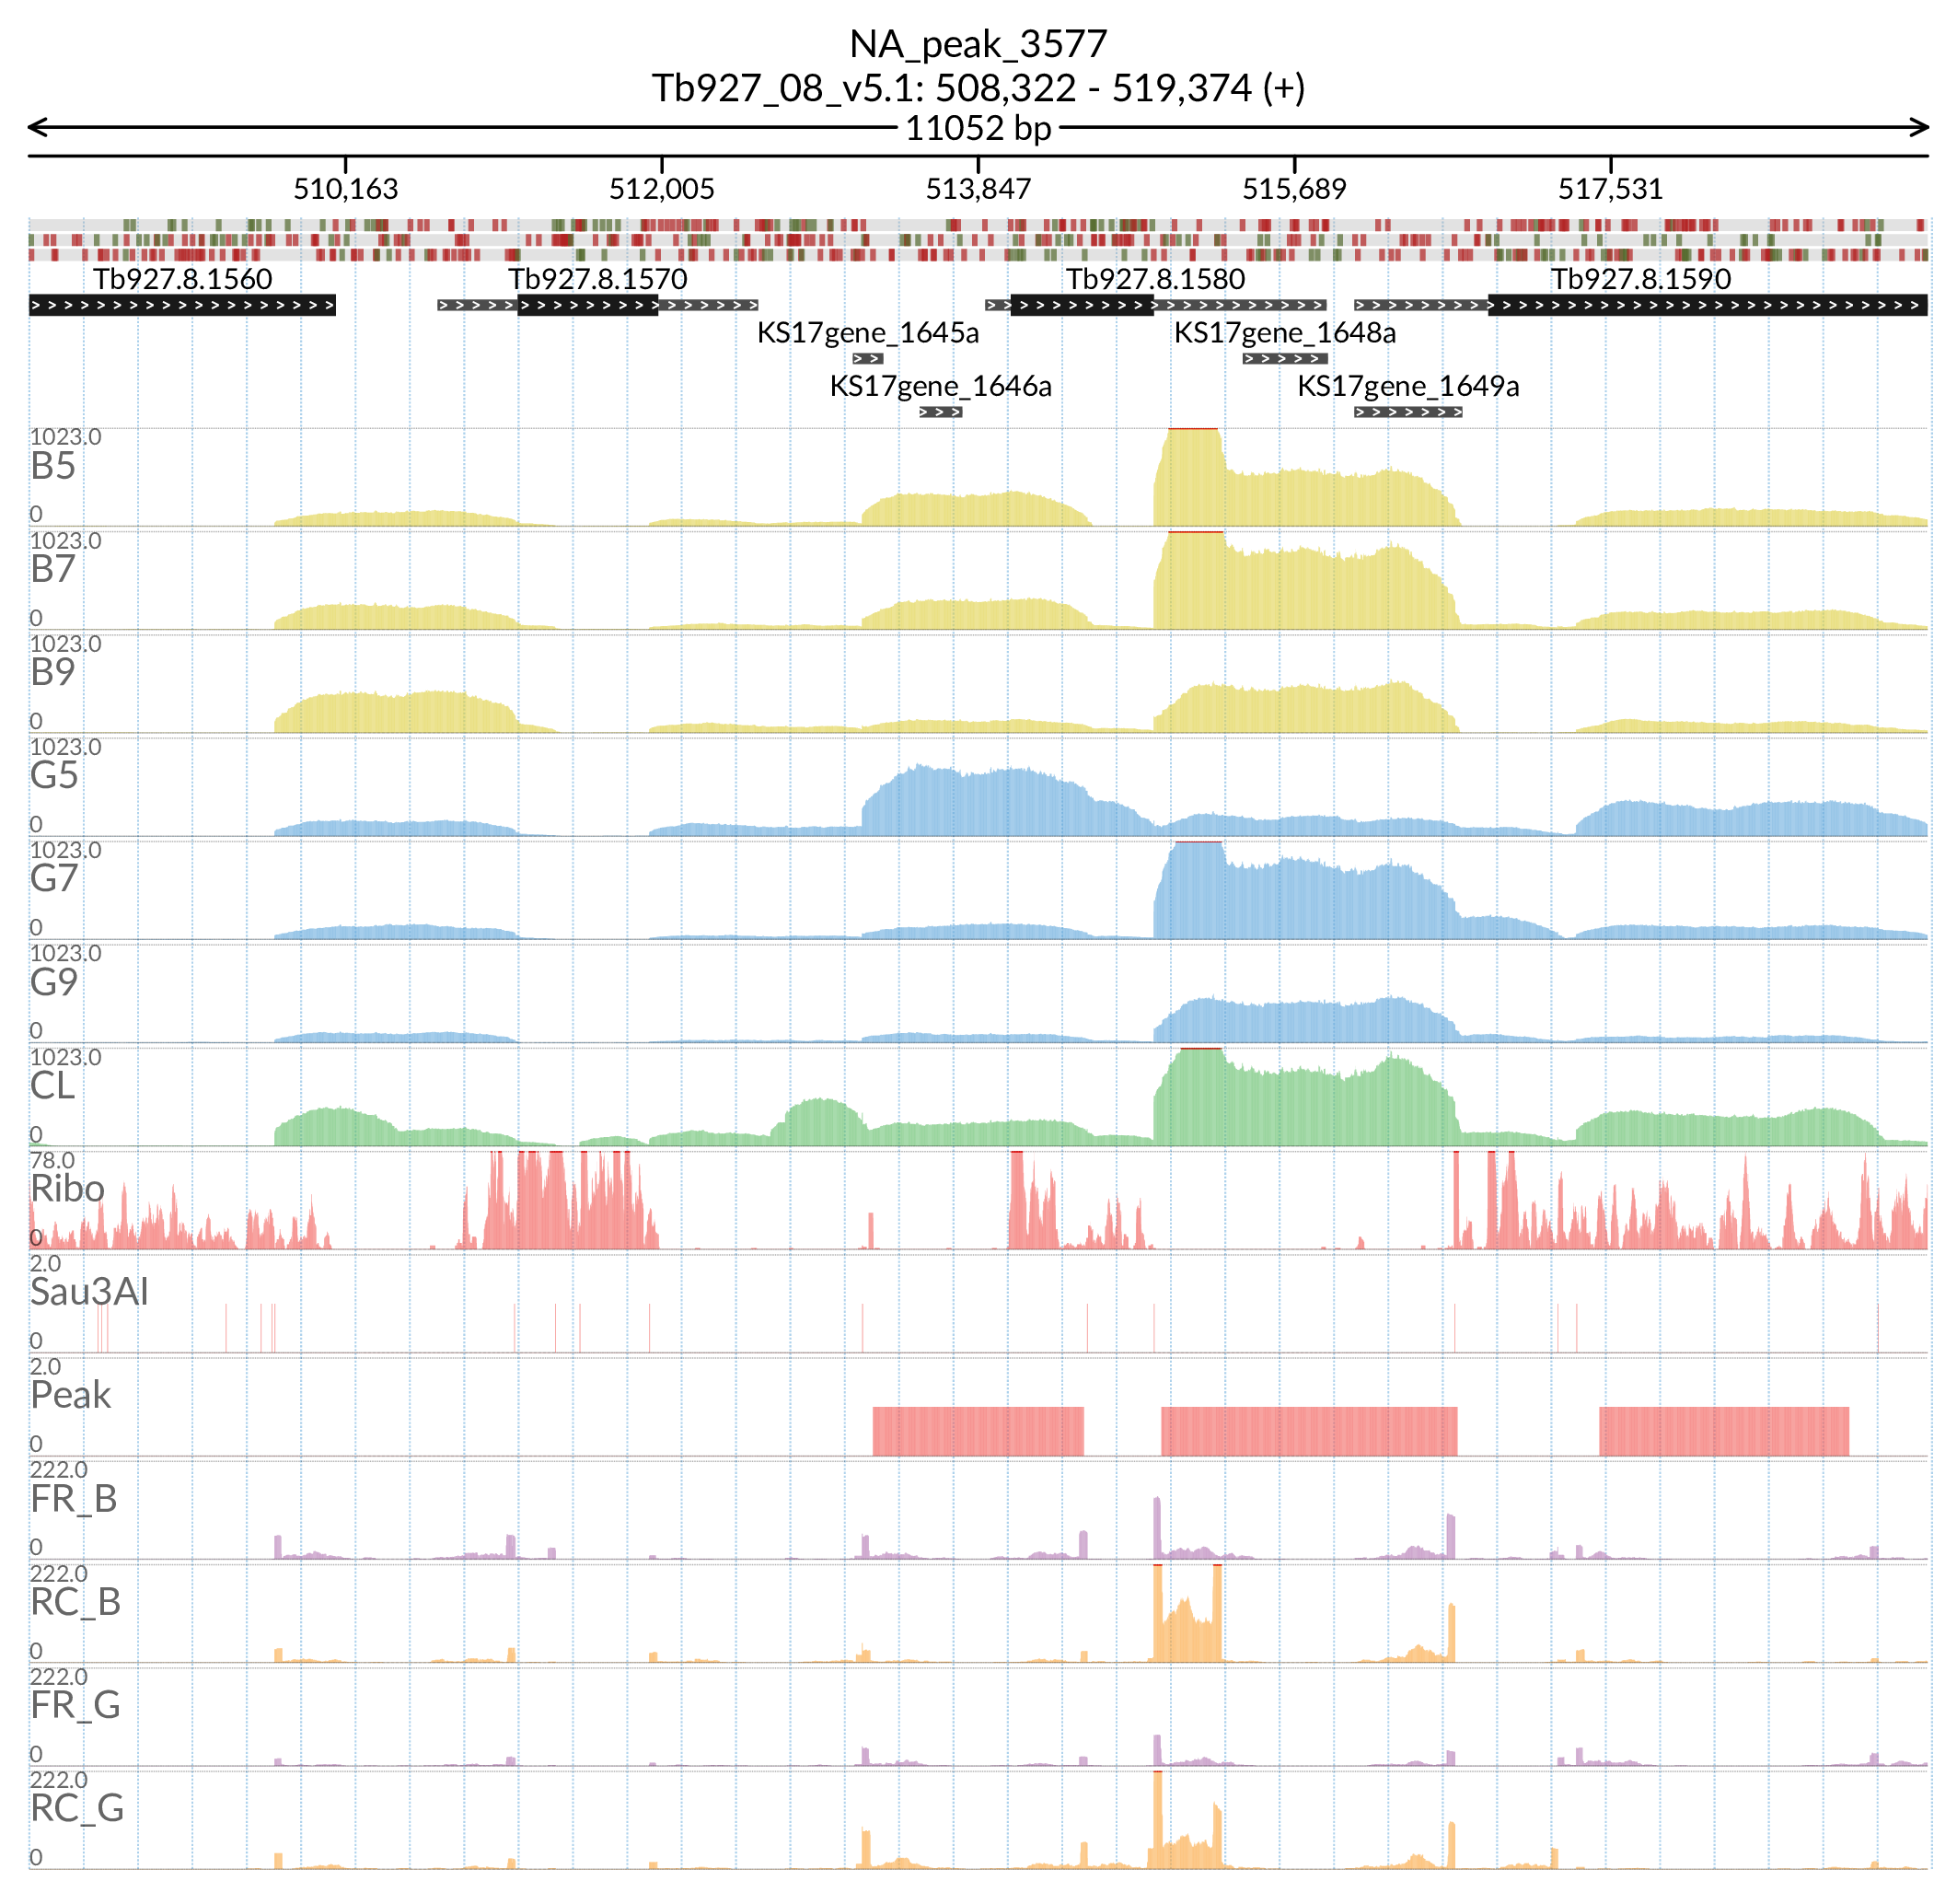 NA_peak_3577
Tb927_08_v5.1: 508,322 - 519,374 (+)
11052 bp
510,163 512,005 513,847 515,689 517,531
Tb927.8.1560 Tb927.8.1570 Tb927.8.1580 Tb927.8.1590
KS17gene_1645a KS17gene_1648a
KS17gene_1646a KS17gene_1649a
1023.0
B5
0
1023.0
B7
0
1023.0
B9
0
1023.0
G5
0
1023.0
G7
0
1023.0
G9
0
1023.0
CL
0
78.0
Ribo
0
2.0
Sau3AI
0
2.0
Peak
0
222.0
FR_B
0
222.0
RC_B
0
222.0
FR_G
0
222.0
RC_G
0